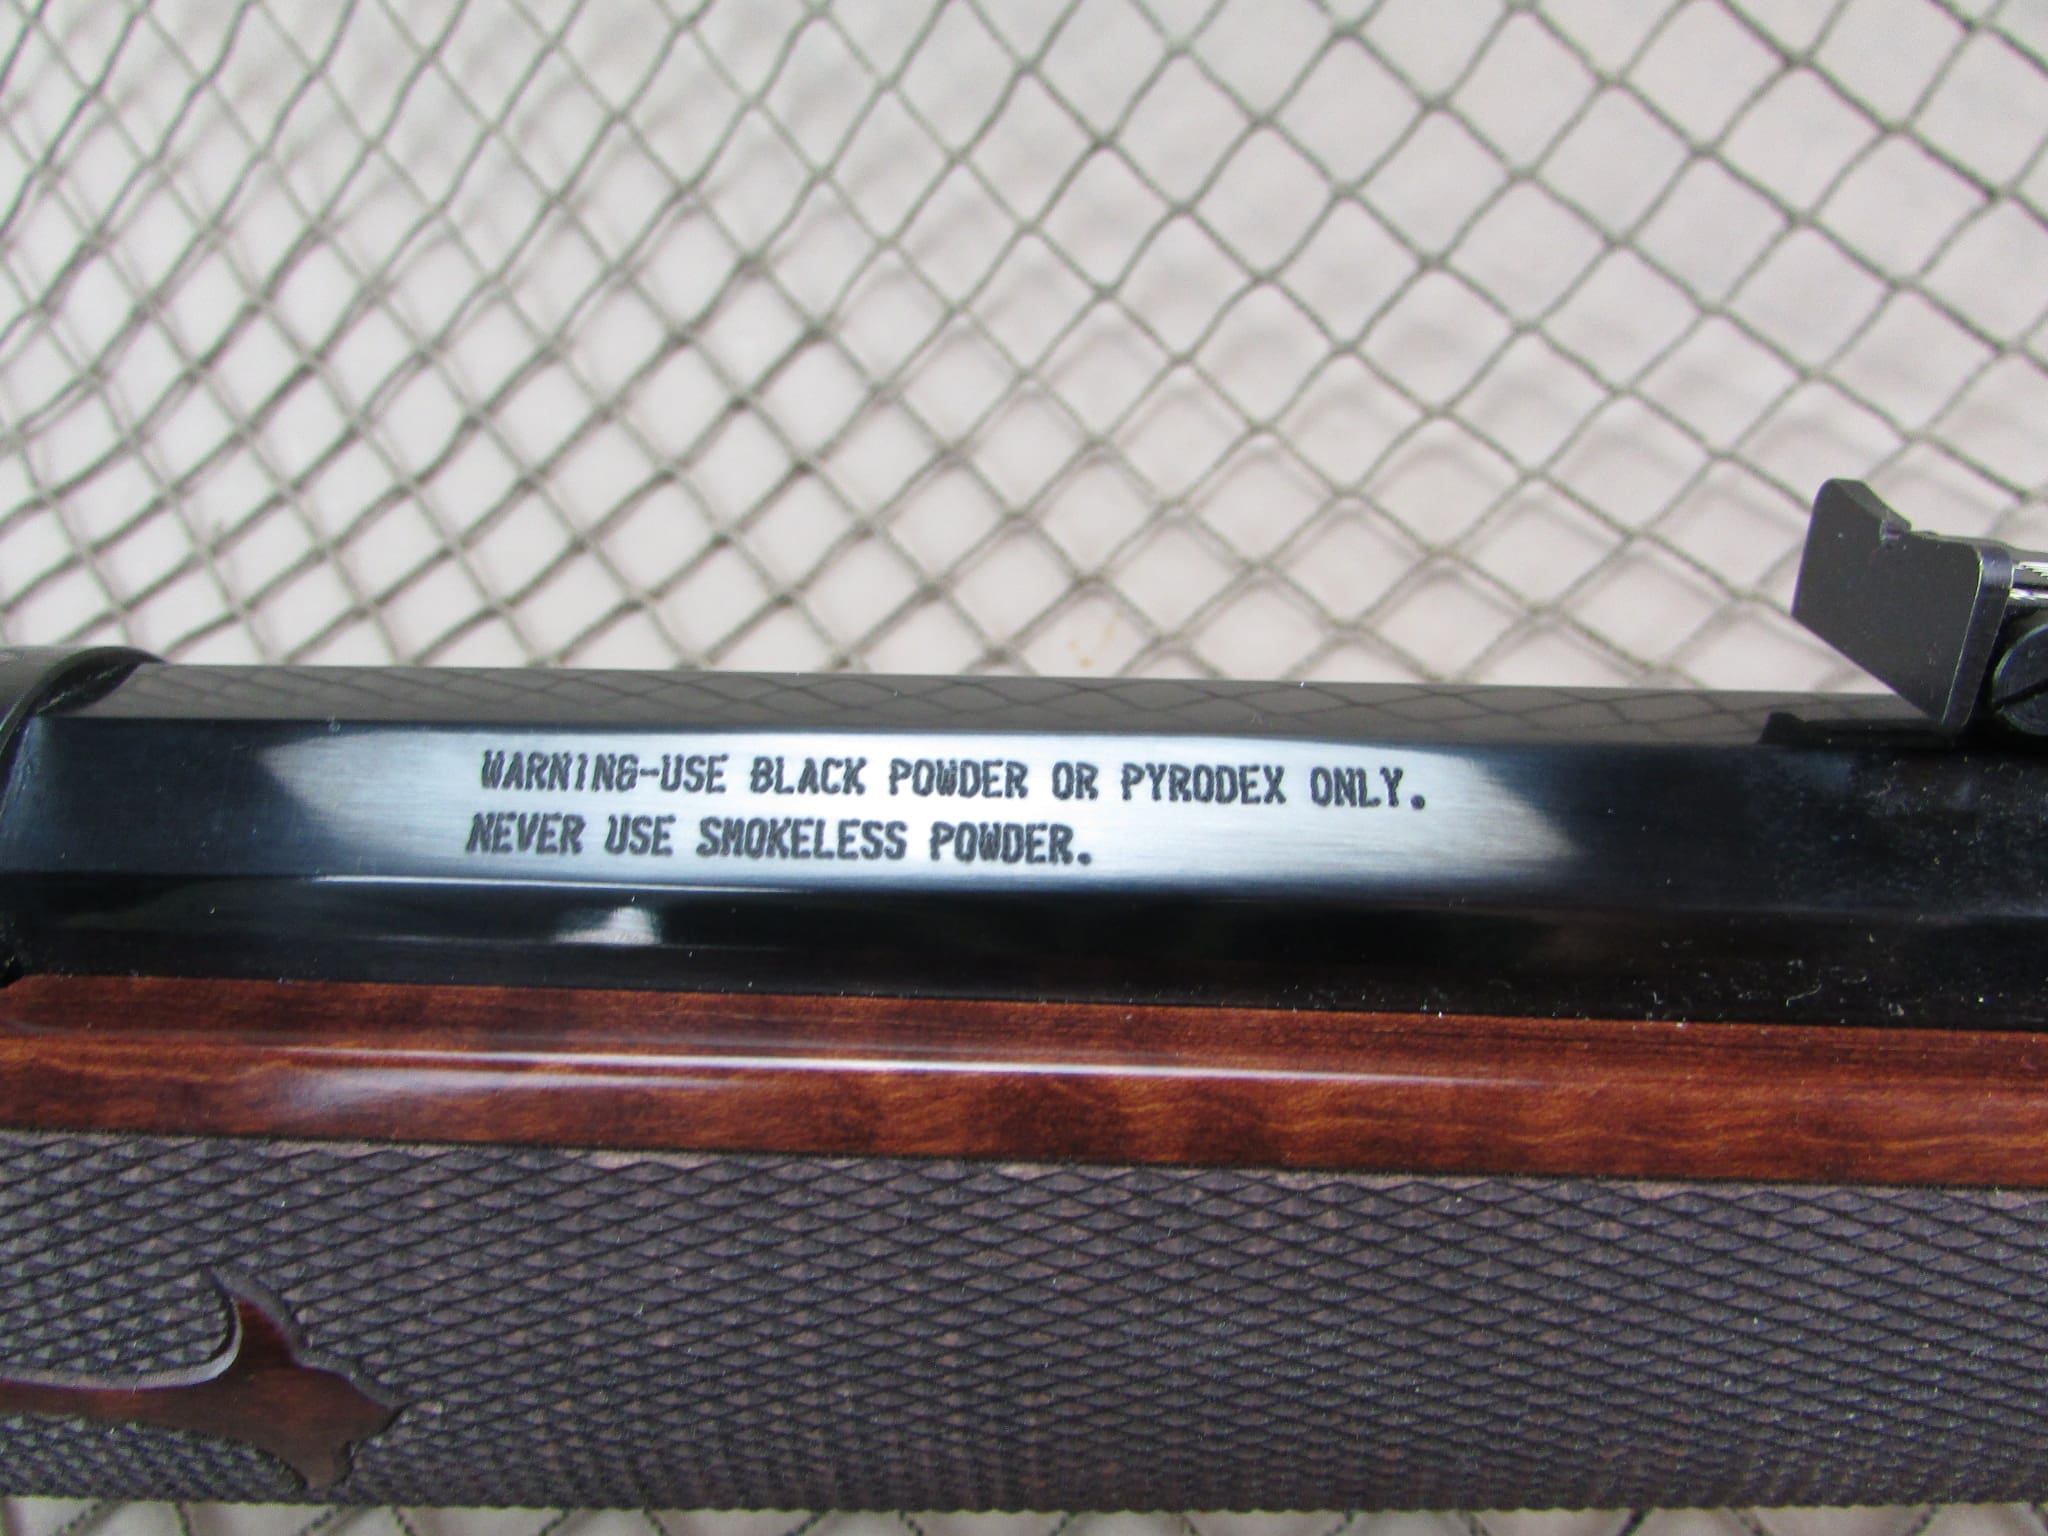 WARNING-USE BLACK POWDER OR PYRODEX ONLY.
NEVER USE SMOKELESS POWDER.